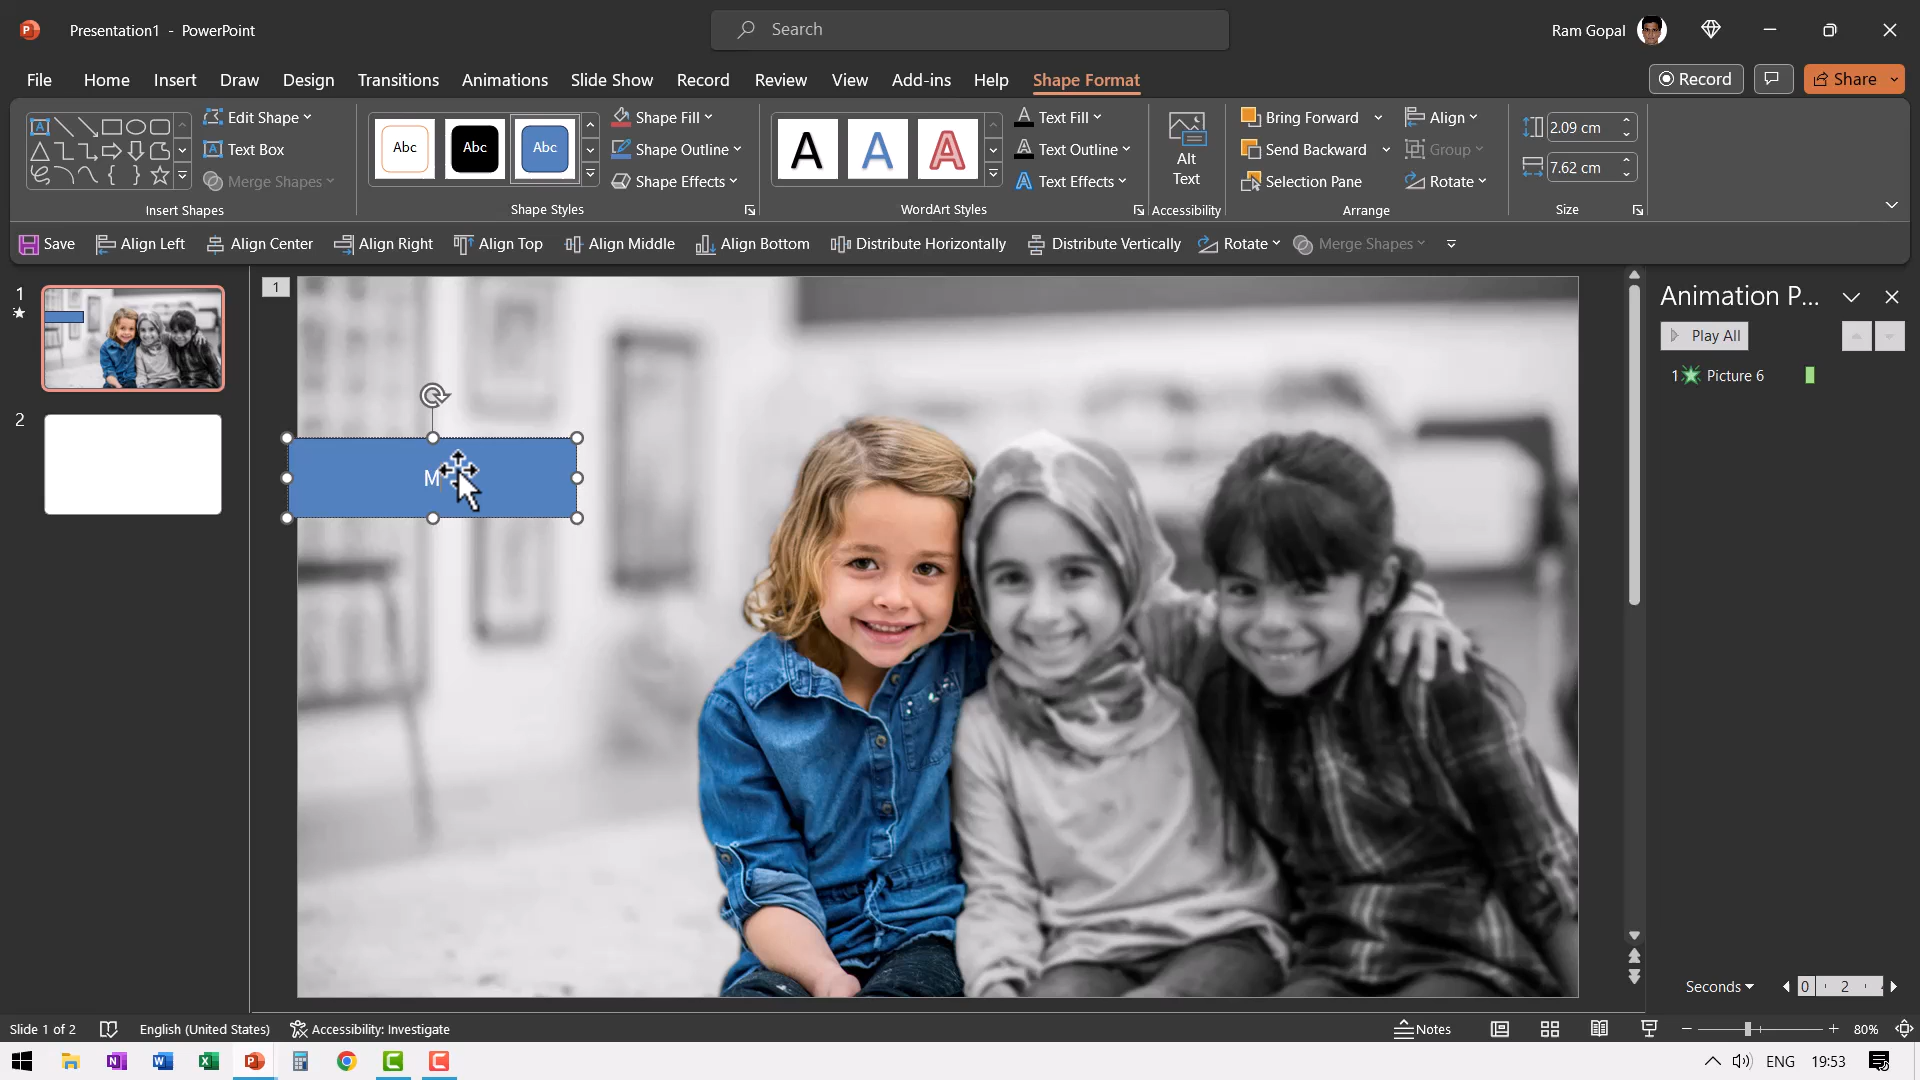 Presentation1 - PowerPoint
Search
Ram Gopal
File Home Insert Draw Design Transitions Animations Slide Show Record Review View Add-ins Help Shape Format
Record
Share
Edit Shape
Text Box
Merge Shapes
Insert Shapes
Abc Abc Abc
Shape Fill
Shape Outline
Shape Effects
Shape Styles
A A A
Text Fill
Text Outline
Text Effects
WordArt Styles
Alt
Text
Accessibility
Bring Forward
Send Backward
Selection Pane
Align
Group
Rotate
Arrange
2.09 cm
7.62 cm
Size
Save Align Left Align Center Align Right Align Top Align Middle Align Bottom Distribute Horizontally Distribute Vertically Rotate Merge Shapes
1
2
1
M
Animation P...
Play All
1 Picture 6
Seconds
0 2
Slide 1 of 2
English (United States)
Accessibility: Investigate
Notes
80%
ENG
19:53